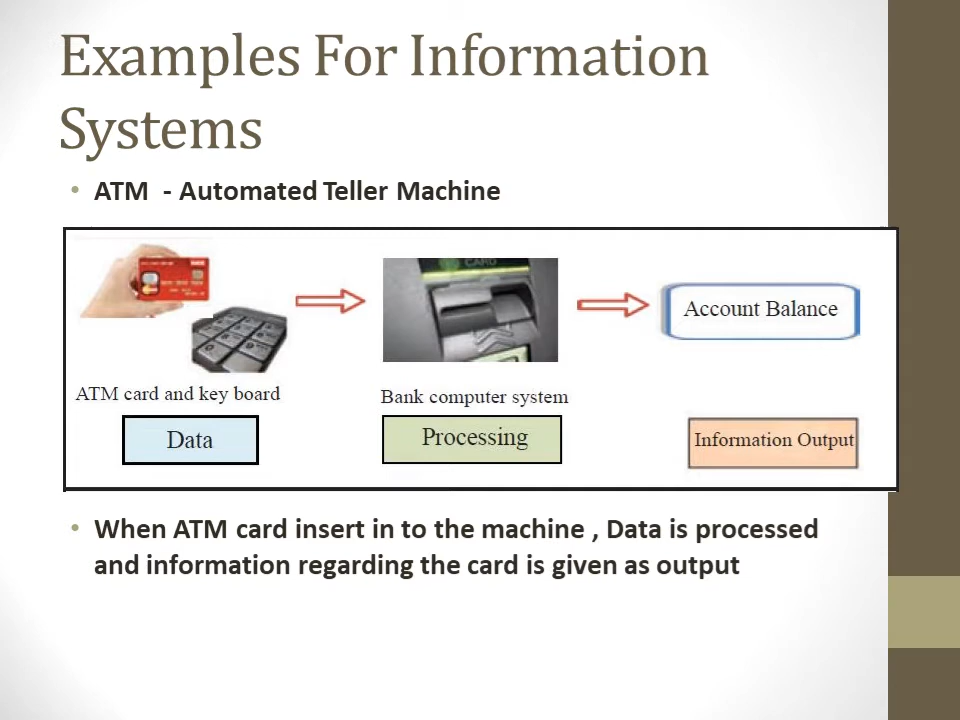 Examples For Information
Systems
• ATM - Automated Teller Machine
CARD
Account Balance
ATM card and key board
Bank computer system
Data
Processing
Information Output
• When ATM card insert in to the machine , Data is processed
and information regarding the card is given as output